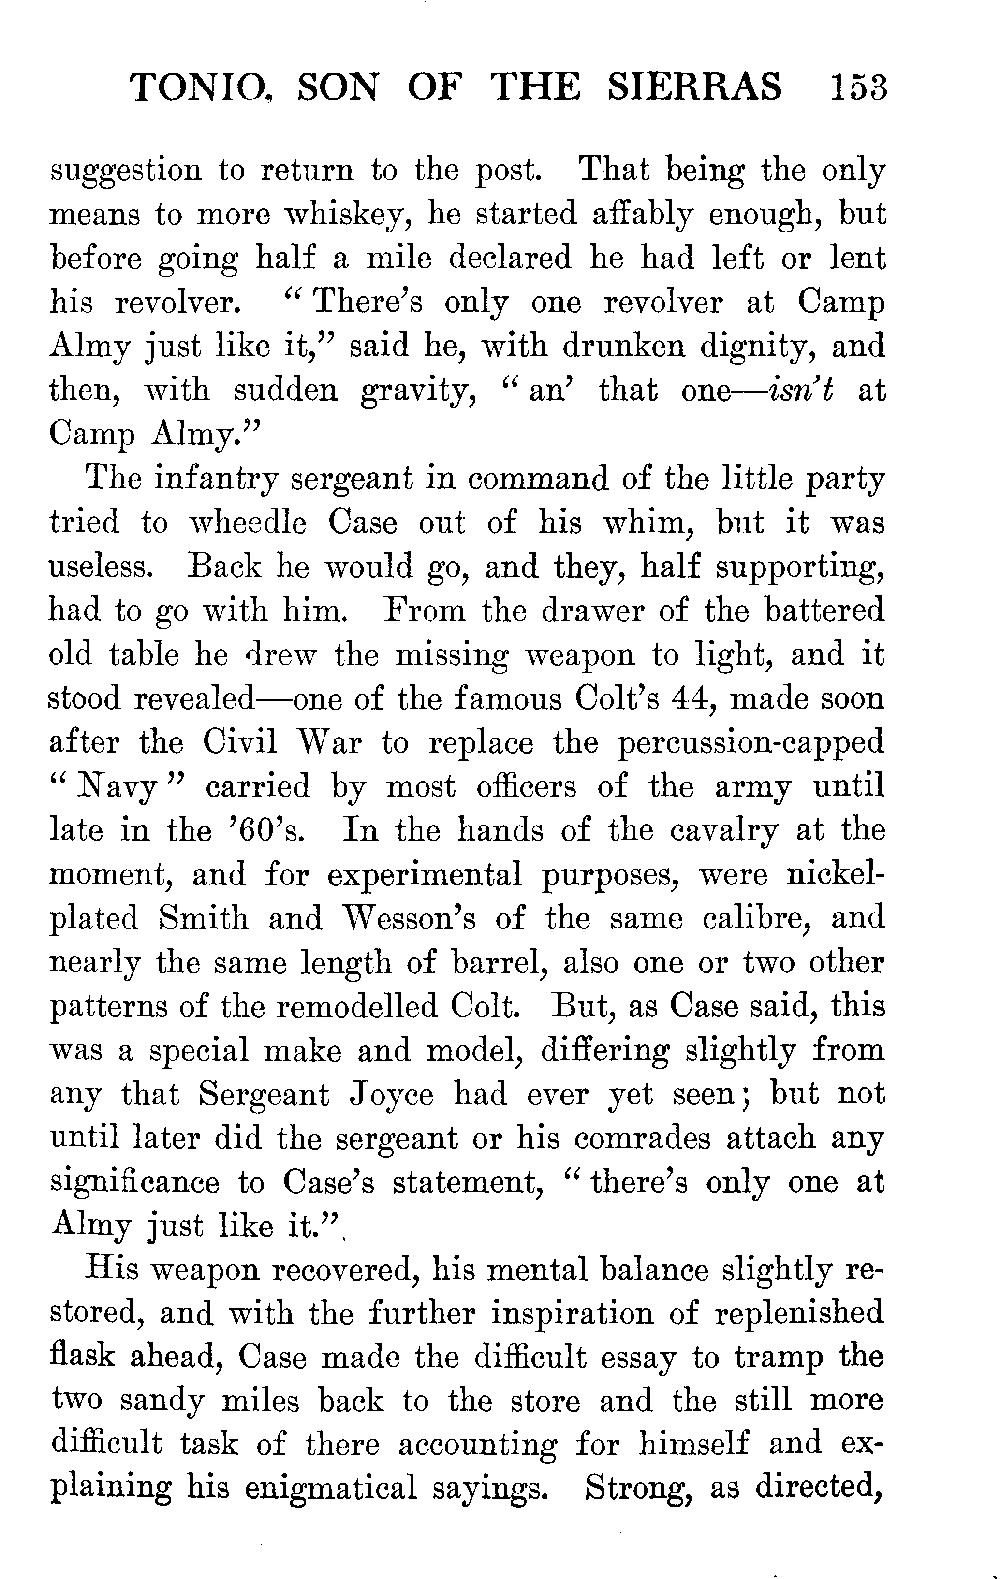 TONIO, SON OF THE SIERRAS 153
suggestion to return to the post. That being the only
means to more whiskey, he started affably enough, but
before going half a mile declared he had left or lent
his revolver. “ There’s only one revolver at Camp
Almy just like it,” said he, with drunken dignity, and
then, with sudden gravity, “ an’ that one—isn’t at
Camp Almy.”
The infantry sergeant in command of the little party
tried to wheedle Case out of his whim, but it was
useless. Back he would go, and they, half supporting,
had to go with him. From the drawer of the battered
old table he drew the missing weapon to light, and it
stood revealed—one of the famous Colt’s 44, made soon
after the Civil War to replace the percussion-capped
“ Navy ” carried by most officers of the army until
late in the ’60’s. In the hands of the cavalry at the
moment, and for experimental purposes, were nickel-
plated Smith and Wesson’s of the same calibre, and
nearly the same length of barrel, also one or two other
patterns of the remodelled Colt. But, as Case said, this
was a special make and model, differing slightly from
any that Sergeant Joyce had ever yet seen; but not
until later did the sergeant or his comrades attach any
significance to Case’s statement, “ there’s only one at
Almy just like it.”
His weapon recovered, his mental balance slightly re-
stored, and with the further inspiration of replenished
flask ahead, Case made the difficult essay to tramp the
two sandy miles back to the store and the still more
difficult task of there accounting for himself and ex-
plaining his enigmatical sayings. Strong, as directed,